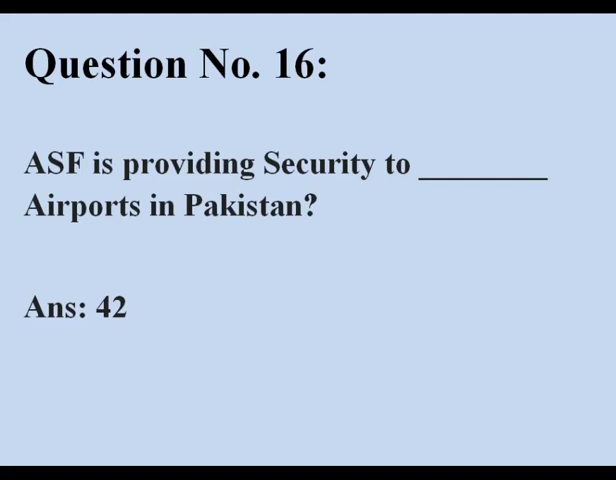 Question No. 16:
ASF is providing Security to ________
Airports in Pakistan?
Ans: 42